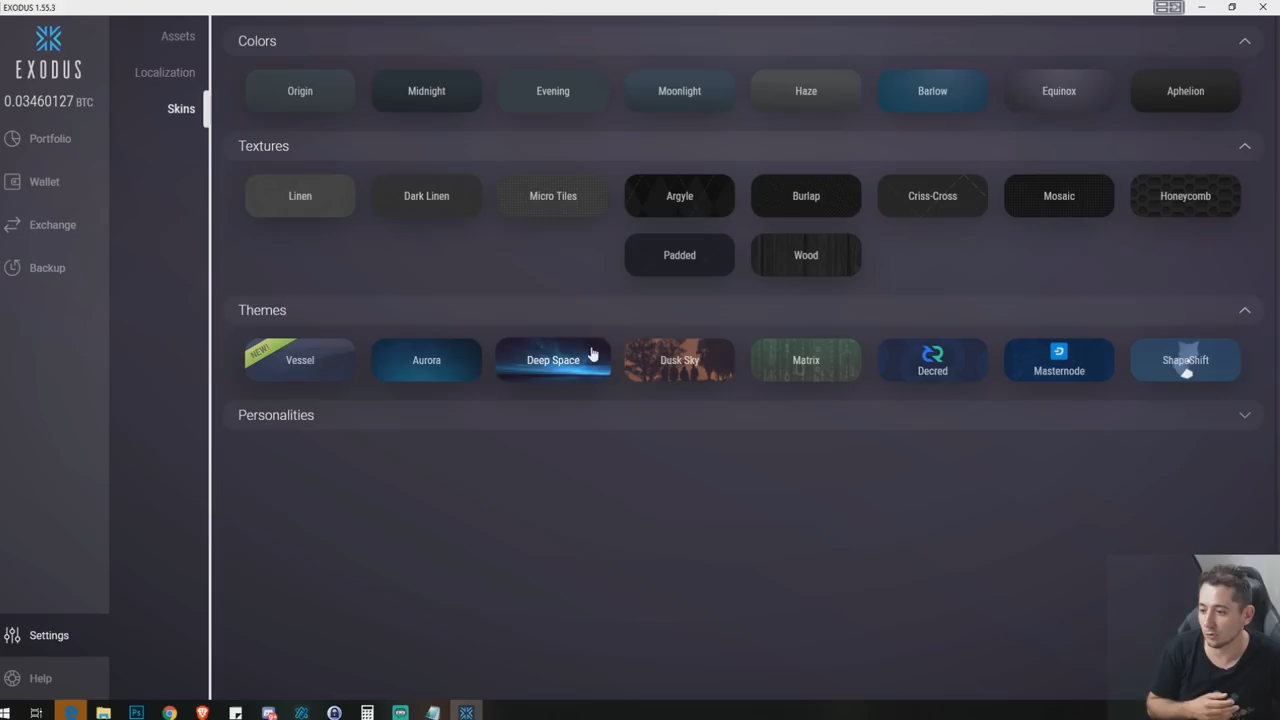 EXODUS 1.55.3
EXODUS
0.03460127 BTC
Portfolio
Wallet
Exchange
Backup
Settings
Help
Assets
Localization
Skins
Colors
Origin Midnight Evening Moonlight Haze Barlow Equinox Aphelion
Textures
Linen Dark Linen Micro Tiles Argyle Burlap Criss-Cross Mosaic Honeycomb
Padded Wood
Themes
NEW!
Vessel Aurora Deep Space Dusk Sky Matrix Decred Masternode ShapeShift
Personalities
Ps